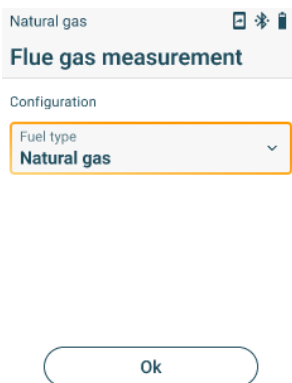 Natural gas
Flue gas measurement
Configuration
Fuel type
Natural gas
Ok